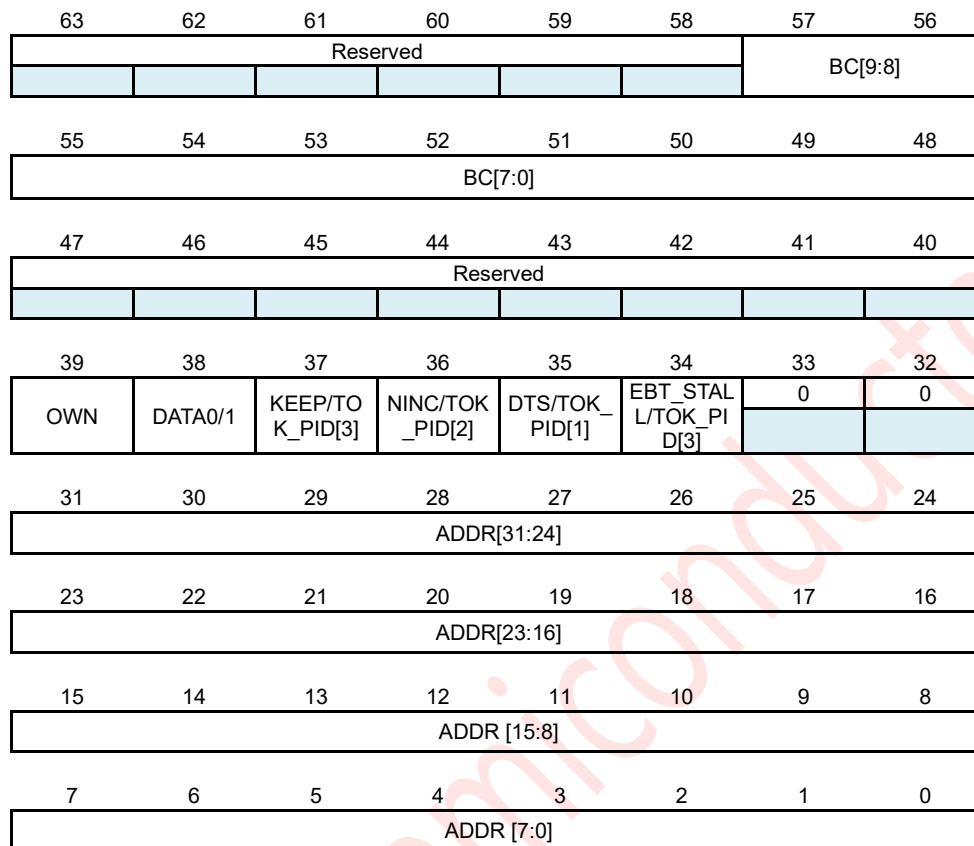 63 62 61 60 59 58 57 56
Reserved BC[9:8]
55 54 53 52 51 50 49 48
BC[7:0]
47 46 45 44 43 42 41 40
Reserved
39 38 37 36 35 34 33 32
OWN DATA0/1 KEEP/TO NINC/TOK DTS/TOK_ EBT_STAL 0 0
K_PID[3] _PID[2] PID[1] L/TOK_PI
D[3]
31 30 29 28 27 26 25 24
ADDR[31:24]
23 22 21 20 19 18 17 16
ADDR[23:16]
15 14 13 12 11 10 9 8
ADDR [15:8]
7 6 5 4 3 2 1 0
ADDR [7:0]